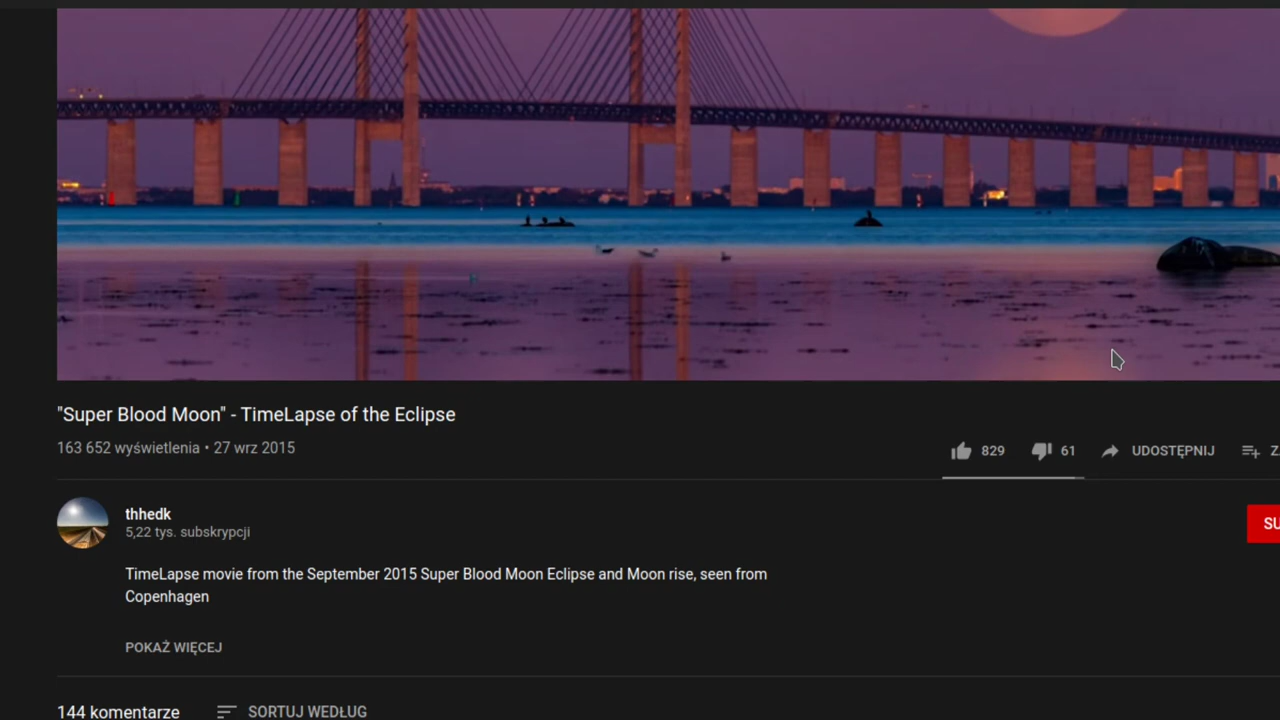 "Super Blood Moon" - TimeLapse of the Eclipse
163 652 wyświetlenia • 27 wrz 2015
829 61 UDOSTĘPNIJ
thhedk
5,22 tys. subskrypcji
TimeLapse movie from the September 2015 Super Blood Moon Eclipse and Moon rise, seen from
Copenhagen
POKAŻ WIĘCEJ
144 komentarze SORTUJ WEDŁUG